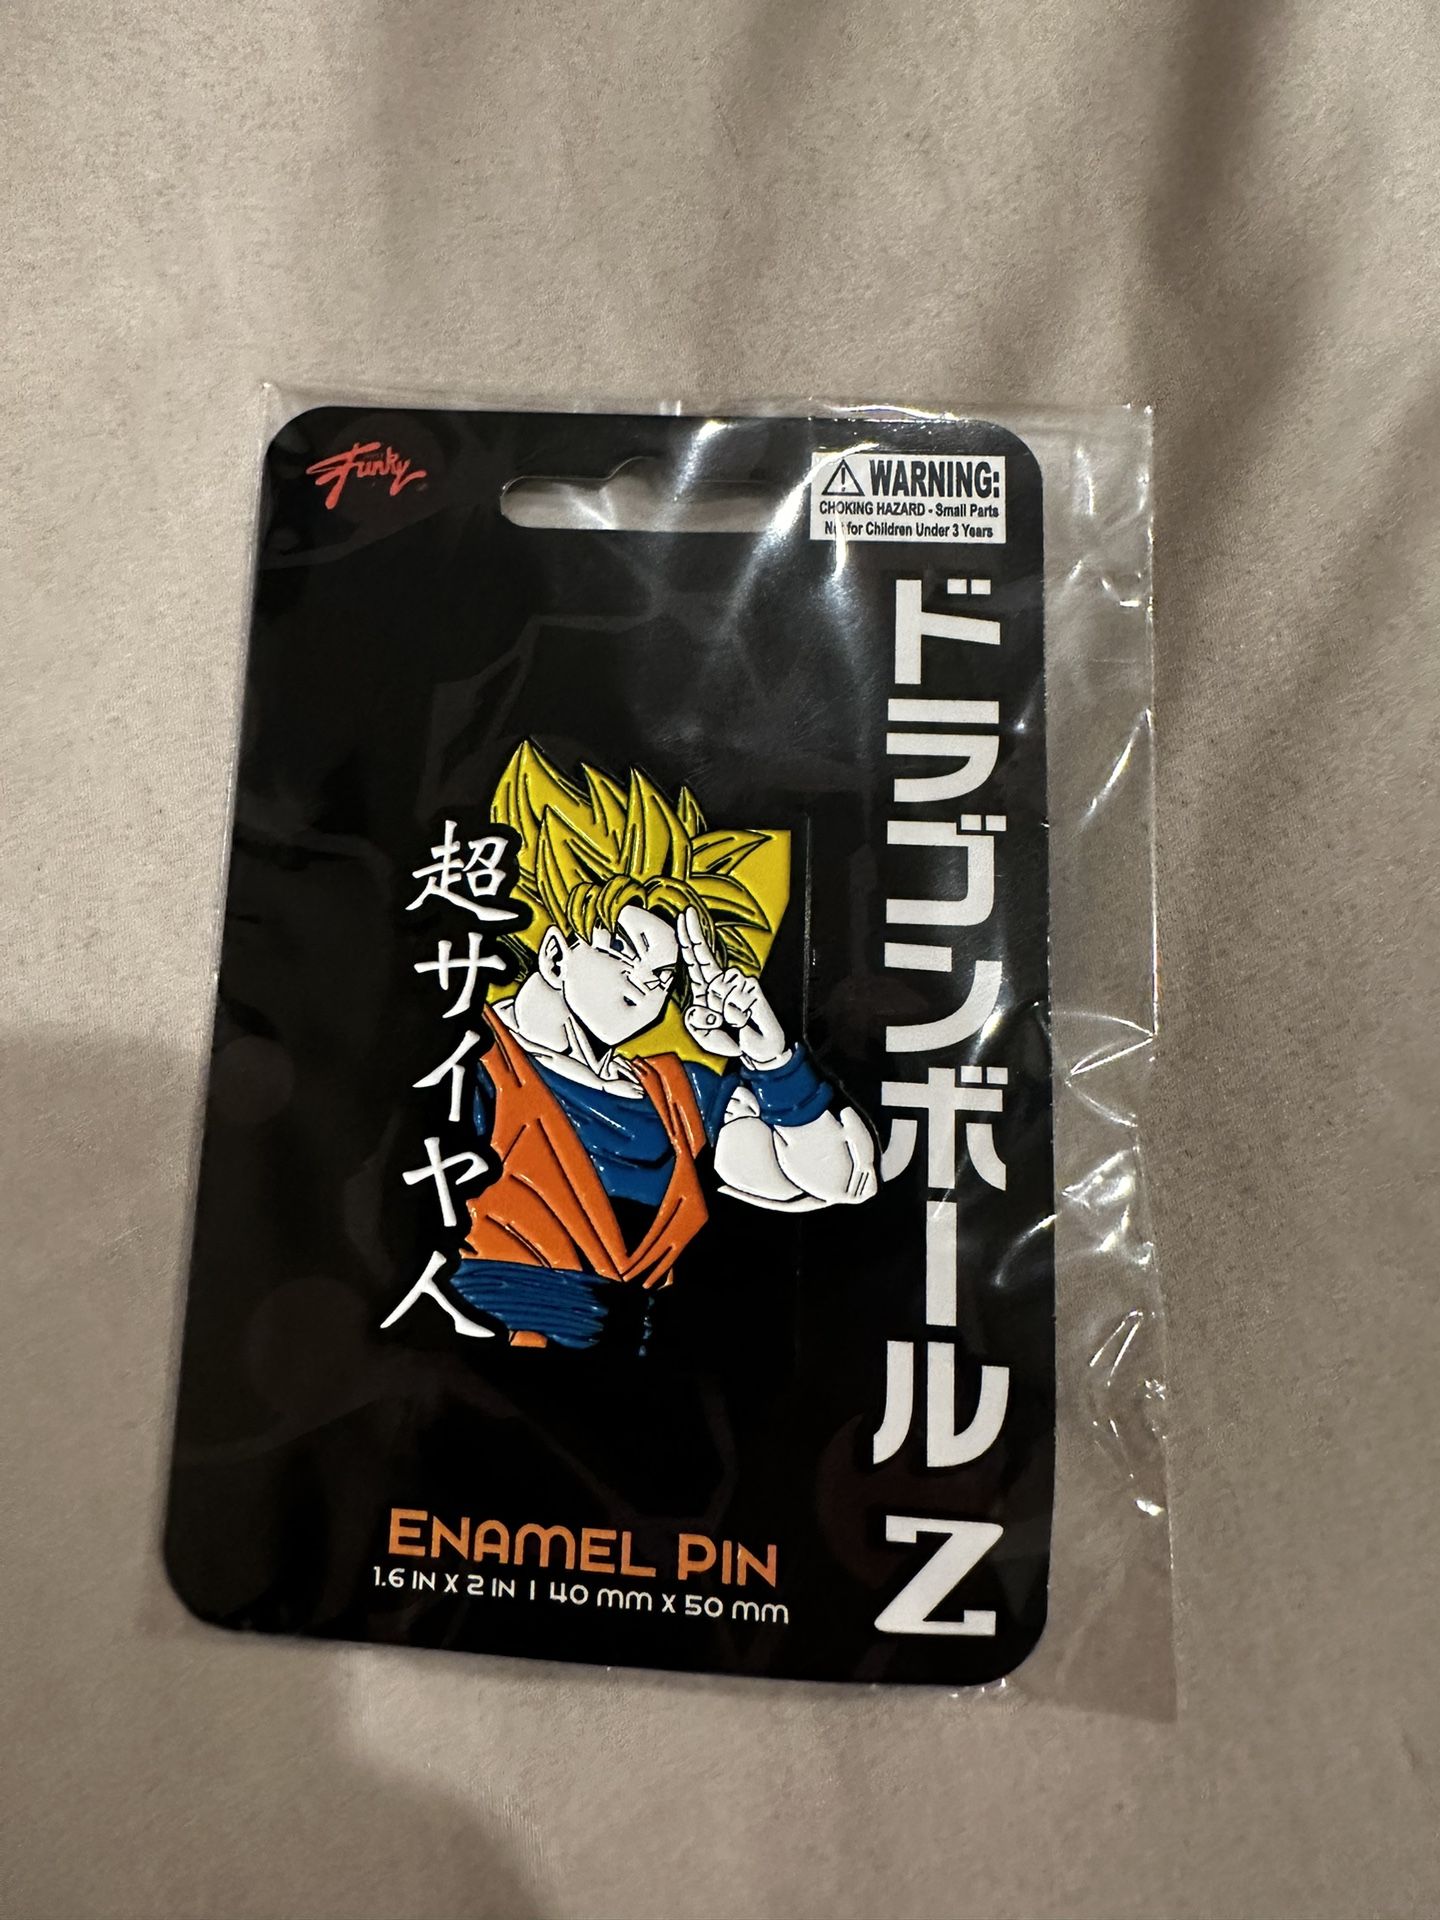 Funky
WARNING:
CHOKING HAZARD - Small Parts
Not for Children Under 3 Years
ドラゴンボールZ
超サイヤ人
ENAMEL PIN
1.6 IN X 2 IN | 40 mm X 50 mm